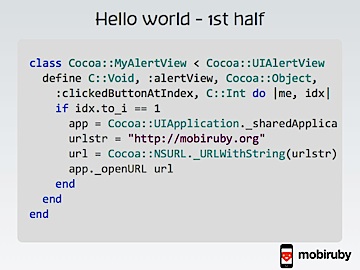 Hello world - 1st half
class Cocoa::MyAlertView < Cocoa::UIAlertView
define C::Void, :alertView, Cocoa::Object,
:clickedButtonAtIndex, C::Int do |me, idx|
if idx.to_i == 1
app = Cocoa::UIApplication._sharedApplica
urlstr = "http://mobiruby.org"
url = Cocoa::NSURL._URLWithString(urlstr)
app._openURL url
end
end
end
mobiruby